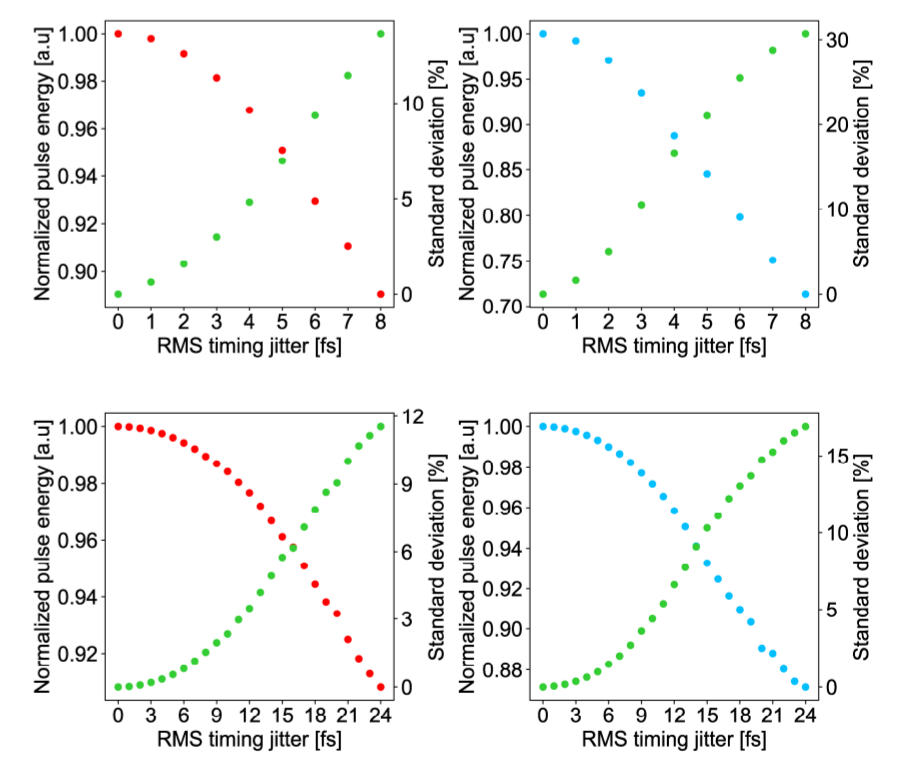 Normalized pulse energy [a.u]
1.00
0.98
0.96
0.94
0.92
0.90
10
5
0
Standard deviation [%]
0 1 2 3 4 5 6 7 8
RMS timing jitter [fs]
Normalized pulse energy [a.u]
1.00
0.95
0.90
0.85
0.80
0.75
0.70
30
20
10
0
Standard deviation [%]
0 1 2 3 4 5 6 7 8
RMS timing jitter [fs]
Normalized pulse energy [a.u]
1.00
0.98
0.96
0.94
0.92
12
9
6
3
0
Standard deviation [%]
0 3 6 9 12 15 18 21 24
RMS timing jitter [fs]
Normalized pulse energy [a.u]
1.00
0.98
0.96
0.94
0.92
0.90
0.88
15
10
5
0
Standard deviation [%]
0 3 6 9 12 15 18 21 24
RMS timing jitter [fs]